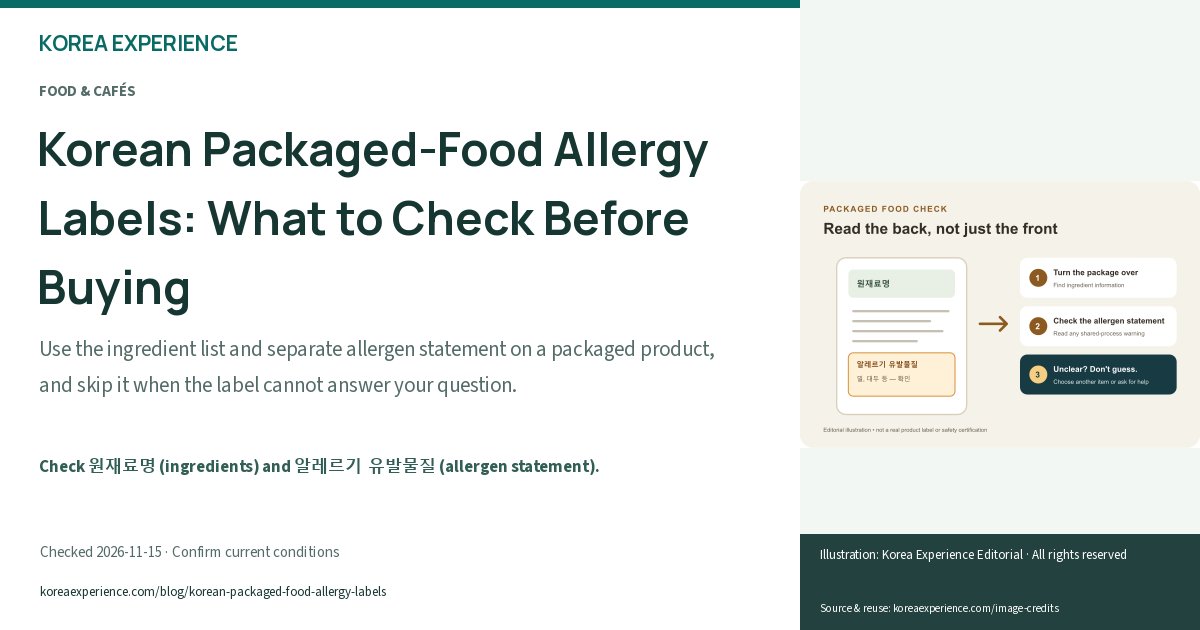 KOREA EXPERIENCE
FOOD & CAFÉS
Korean Packaged-Food Allergy
Labels: What to Check Before
Buying
Use the ingredient list and separate allergen statement on a packaged product,
and skip it when the label cannot answer your question.
Check 원재료명 (ingredients) and 알레르기 유발물질 (allergen statement).
Checked 2026-11-15 · Confirm current conditions
koreaexperience.com/blog/korean-packaged-food-allergy-labels
PACKAGED FOOD CHECK
Read the back, not just the front
원재료명
알레르기 유발물질
밀, 대두 등 — 확인
1 Turn the package over
Find ingredient information
2 Check the allergen statement
Read any shared-process warning
3 Unclear? Don't guess.
Choose another item or ask for help
Editorial illustration • not a real product label or safety certification
Illustration: Korea Experience Editorial · All rights reserved
Source & reuse: koreaexperience.com/image-credits